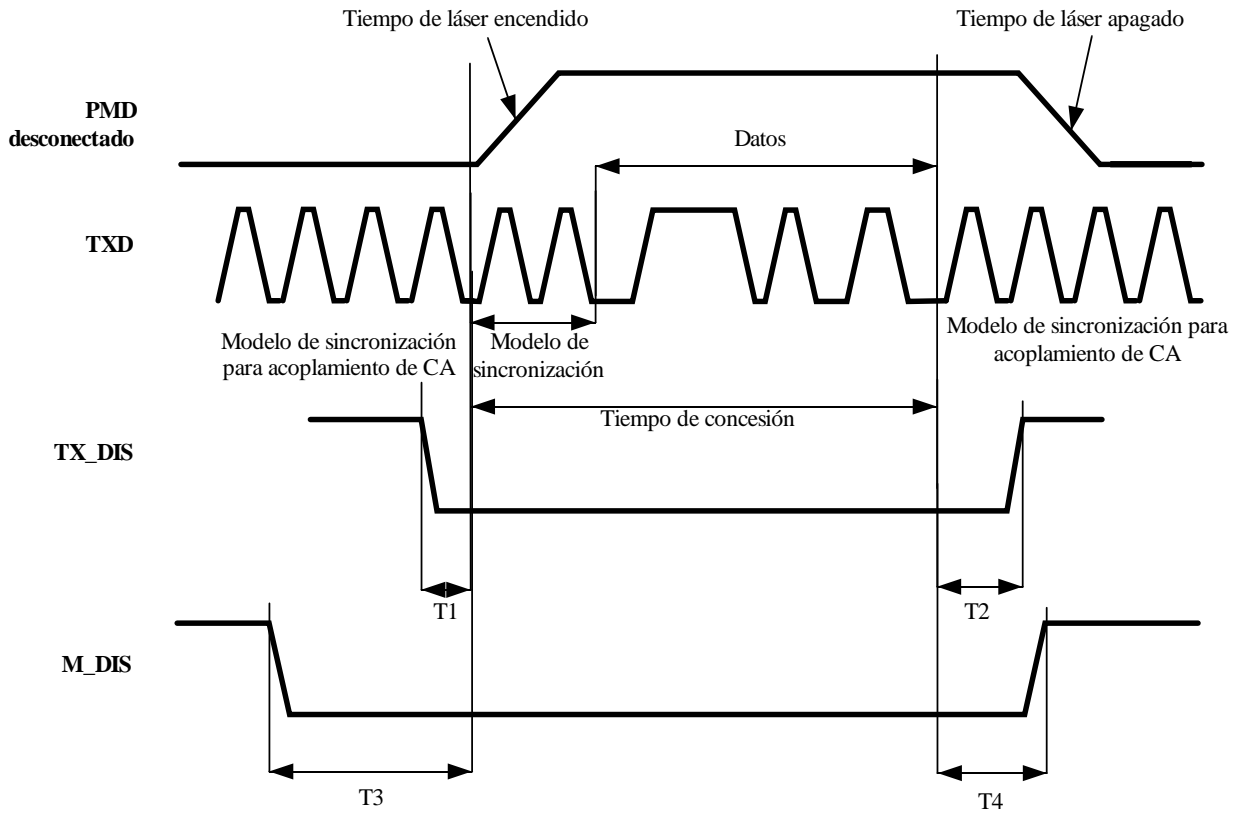 Tiempo de láser encendido
Tiempo de láser apagado
PMD
desconectado
Datos
TXD
Modelo de sincronización
para acoplamiento de CA
Modelo de
sincronización
Modelo de sincronización para
acoplamiento de CA
Tiempo de concesión
TX_DIS
T1
T2
M_DIS
T3
T4